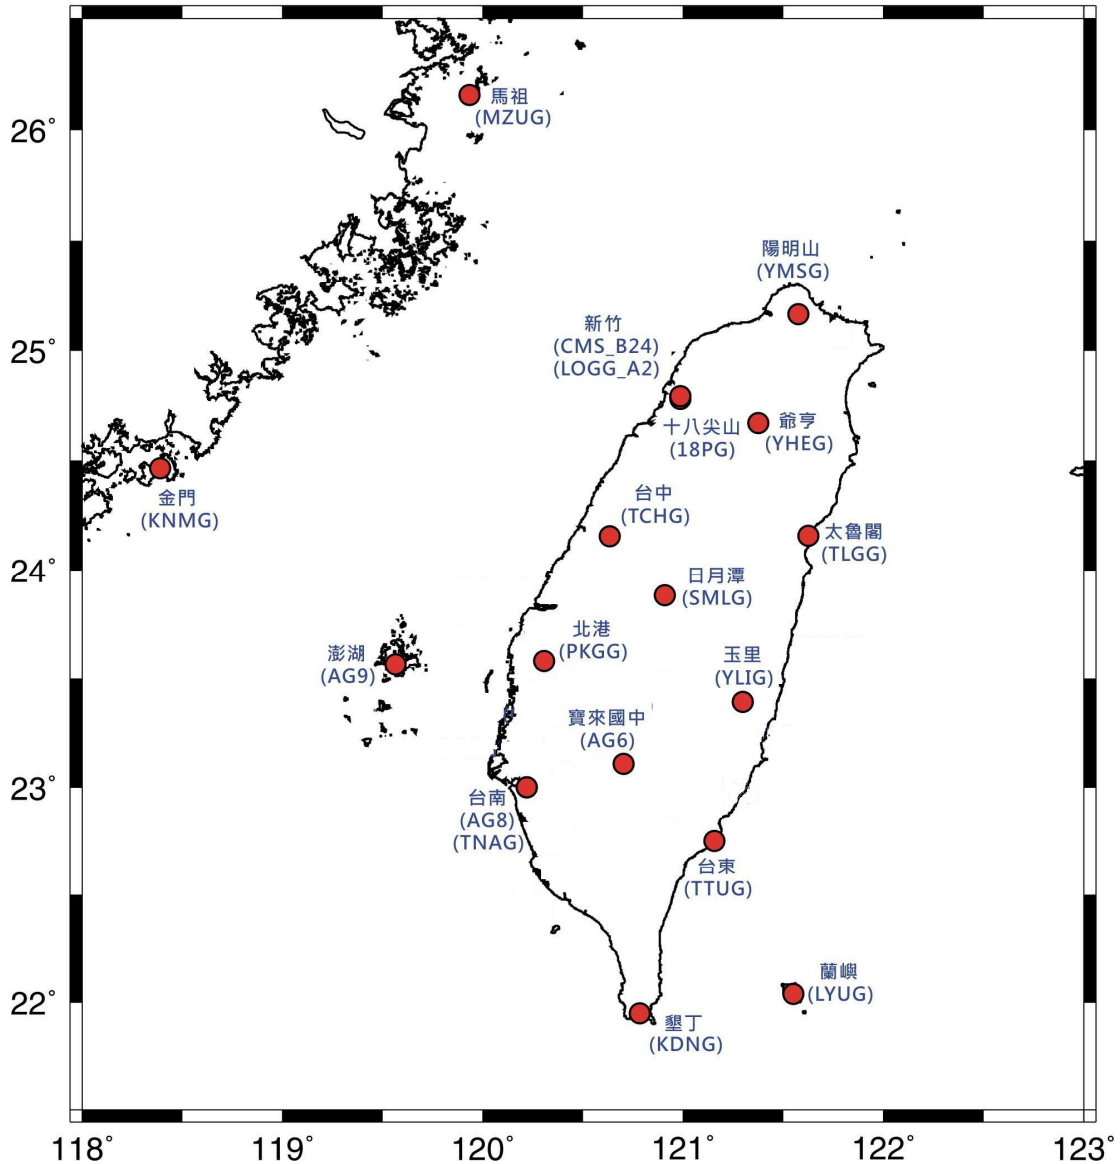 馬祖
(MZUG)
26°
陽明山
(YMSG)
新竹
(CMS_B24)
(LOGG_A2)
25°
十八尖山
(18PG)
爺亨
(YHEG)
金門
(KNMG)
台中
(TCHG)
太魯閣
(TLGG)
24°
日月潭
(SMLG)
北港
(PKGG)
澎湖
(AG9)
玉里
(YLIG)
寶來國中
(AG6)
23°
台南
(AG8)
(TNAG)
台東
(TTUG)
蘭嶼
(LYUG)
22°
墾丁
(KDNG)
118°
119°
120°
121°
122°
123°